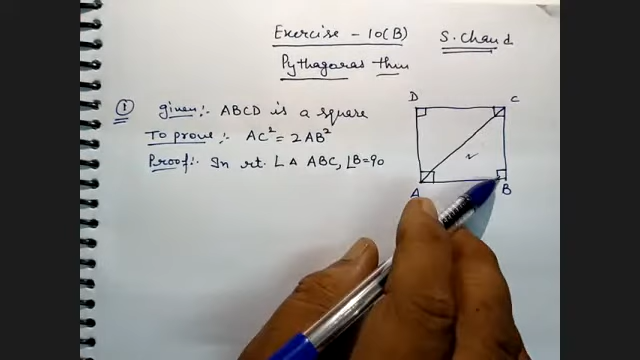 Exercise - 10(B)
S. Chand
Pythagoras thm
① given:- ABCD is a square
To prove:- AC² = 2AB²
Proof:- In rt. L Δ ABC, ∠B=90
D
C
A
B